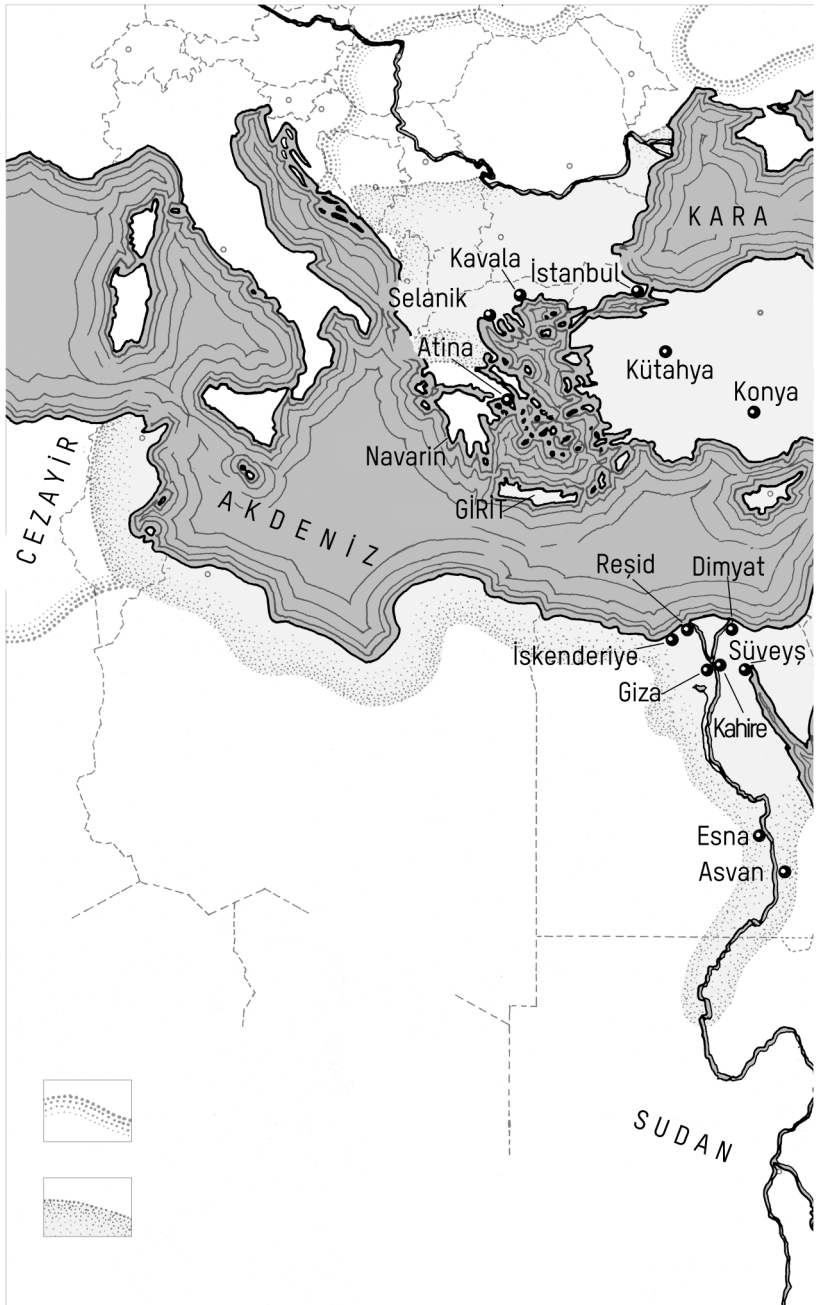 KARA
Kavala
İstanbul
Selanik
Atina
Kütahya
Konya
Navarin
CEZAYİR
AKDENİZ
GİRİT
Reşid
Dimyat
İskenderiye
Süveyş
Giza
Kahire
Esna
Asvan
SUDAN